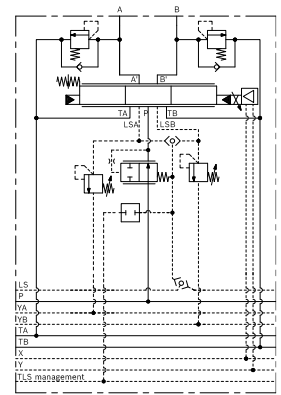 A B
A' B'
TA P TB
LSA LSB
LS
P
YA
YB
TA
TB
X
Y
TLS management